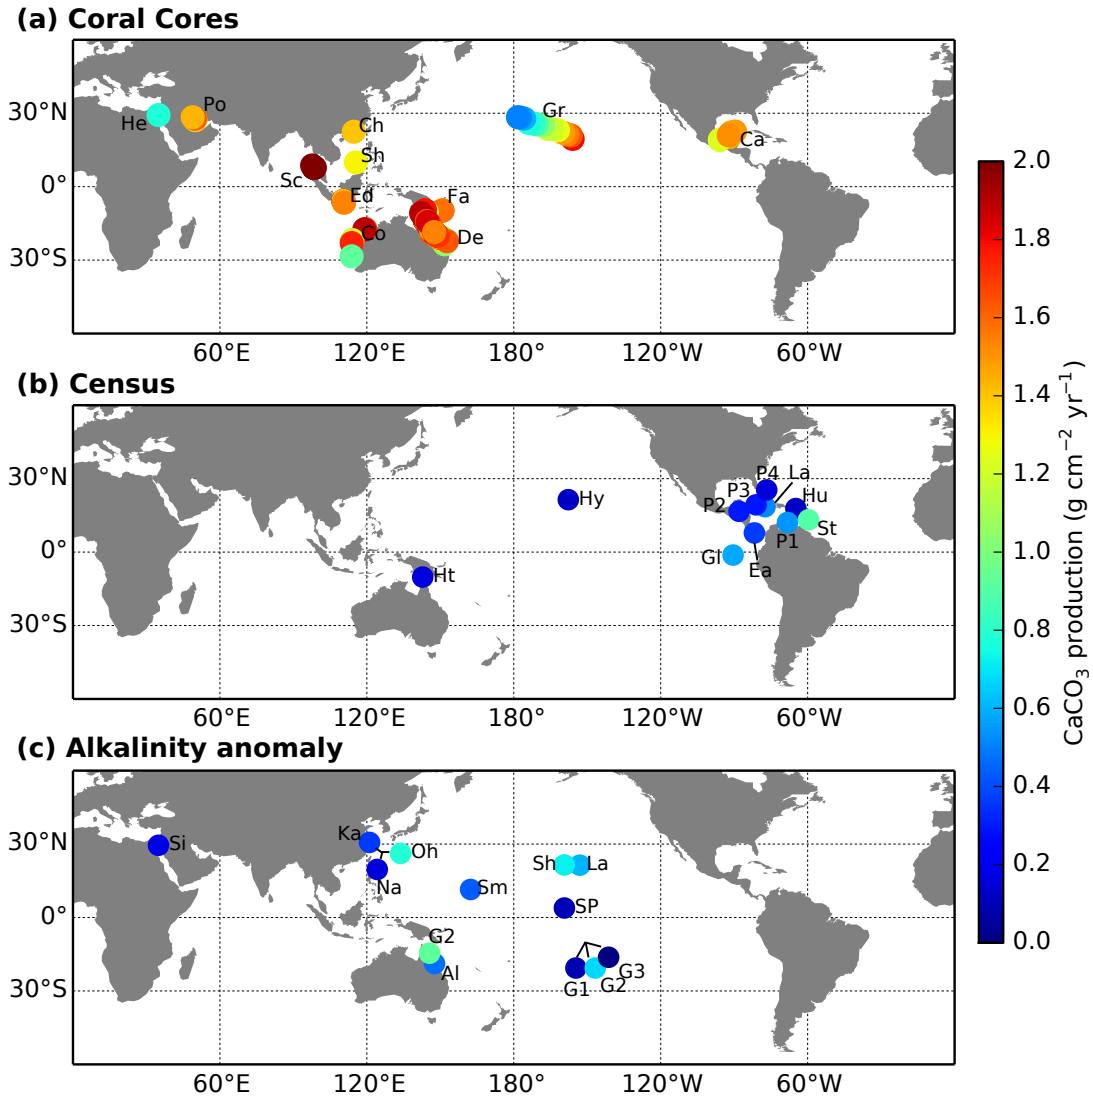 (a) Coral Cores
30°N
0°
30°S
He
Po
Ch
Sh
Sc
Ed
Fa
Co
De
Gr
Ca
60°E 120°E 180° 120°W 60°W
(b) Census
30°N
0°
30°S
Hy
Ht
P4
La
P3
Hu
P2
St
P1
Gl
Ea
60°E 120°E 180° 120°W 60°W
(c) Alkalinity anomaly
30°N
0°
30°S
Si
Ka
Oh
Na
Sm
Sh
La
SP
G2
Al
G1
G2
G3
60°E 120°E 180° 120°W 60°W
2.0
1.8
1.6
1.4
1.2
1.0
0.8
0.6
0.4
0.2
0.0
CaCO₃ production (g cm⁻² yr⁻¹)